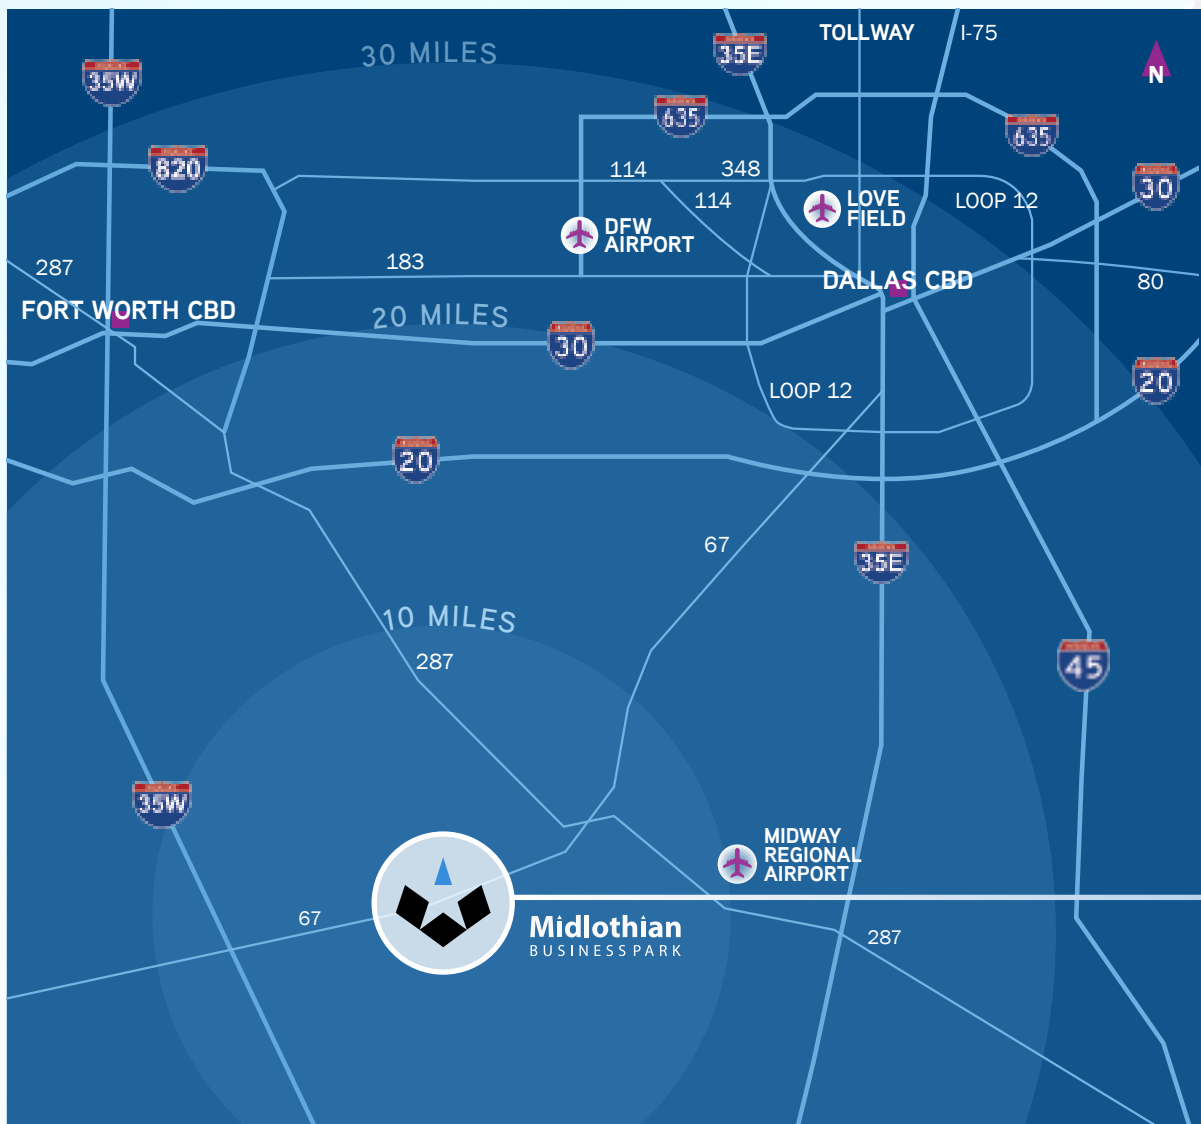 30 MILES
35W
35E
TOLLWAY
I-75
N
635
635
820
114
348
114
LOVE
FIELD
LOOP 12
30
DFW
AIRPORT
287
183
DALLAS CBD
80
FORT WORTH CBD
20 MILES
30
LOOP 12
20
20
67
35E
10 MILES
287
45
35W
MIDWAY
REGIONAL
AIRPORT
67
Midlothian
BUSINESS PARK
287